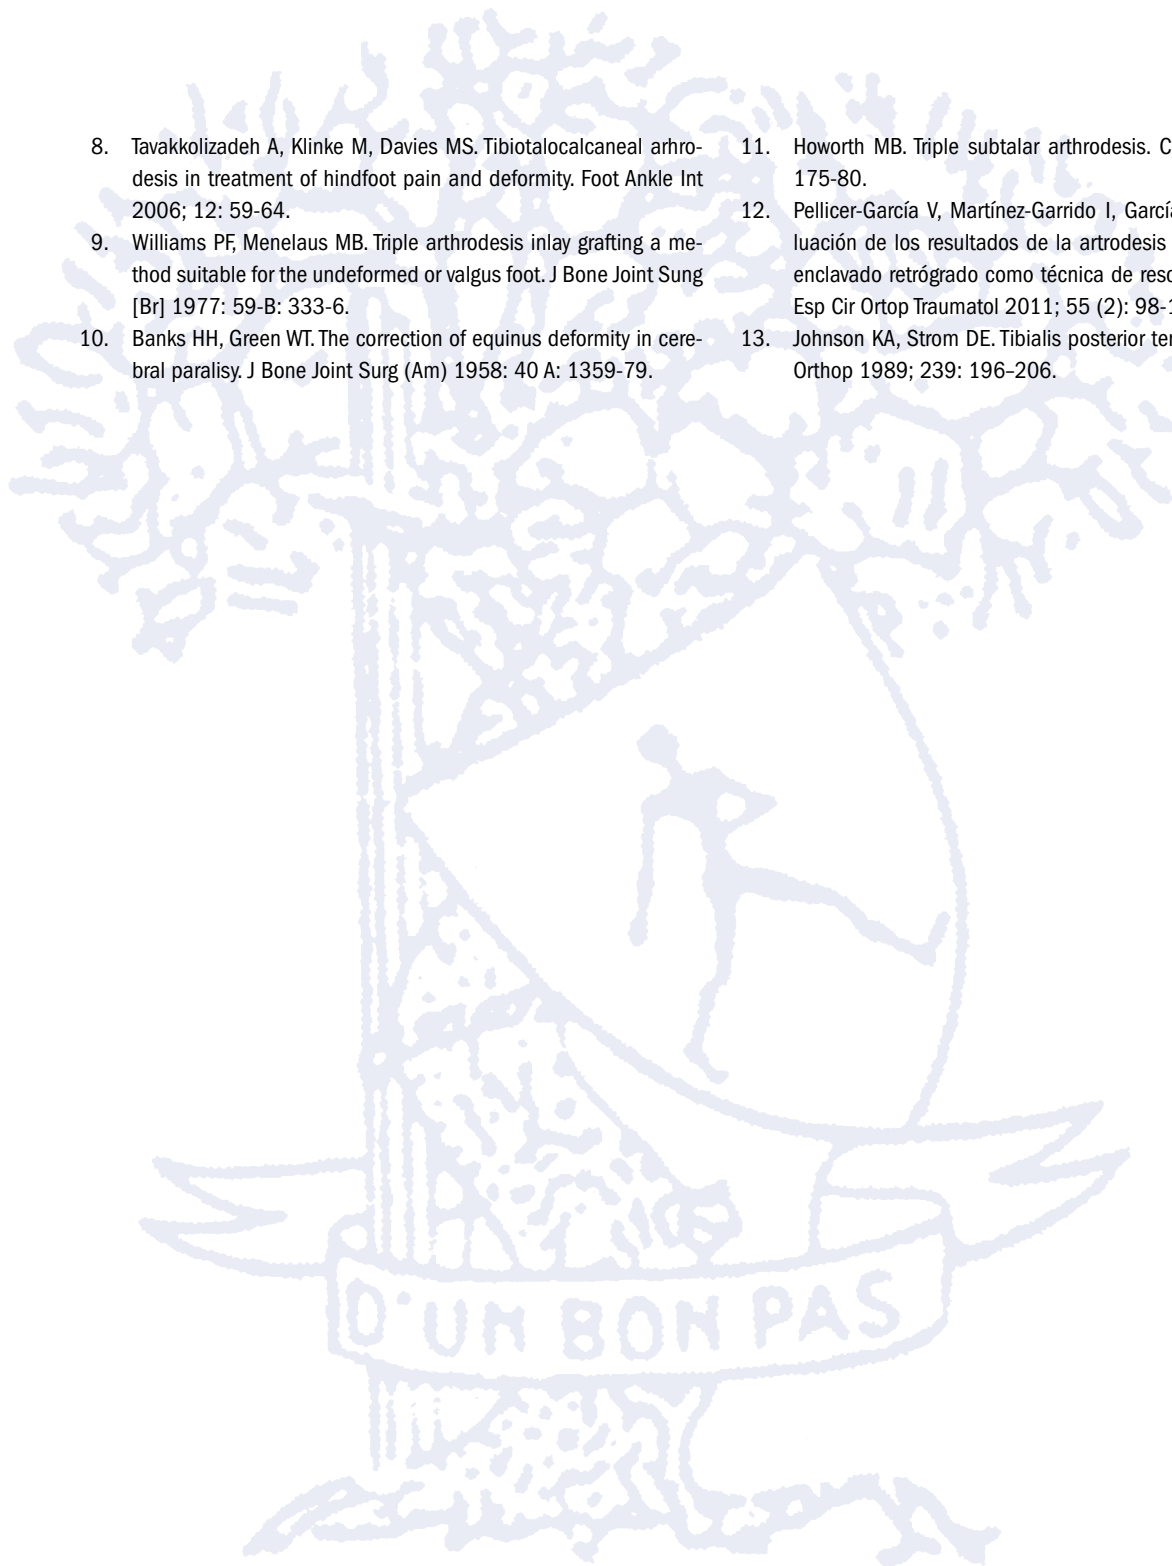 8. Tavakkolizadeh A, Klinke M, Davies MS. Tibiotalocalcaneal arhro-
desis in treatment of hindfoot pain and deformity. Foot Ankle Int
2006; 12: 59-64.
9. Williams PF, Menelaus MB. Triple arthrodesis inlay grafting a me-
thod suitable for the undeformed or valgus foot. J Bone Joint Sung
[Br] 1977: 59-B: 333-6.
10. Banks HH, Green WT. The correction of equinus deformity in cere-
bral paralisy. J Bone Joint Surg (Am) 1958: 40 A: 1359-79.
11. Howorth MB. Triple subtalar arthrodesis.
175-80.
12. Pellicer-García V, Martínez-Garrido I, García
luación de los resultados de la artrodesis
enclavado retrógrado como técnica de
Esp Cir Ortop Traumatol 2011; 55 (2):
13. Johnson KA, Strom DE. Tibialis posterior
Orthop 1989; 239: 196–206.
D'UN BON PAS